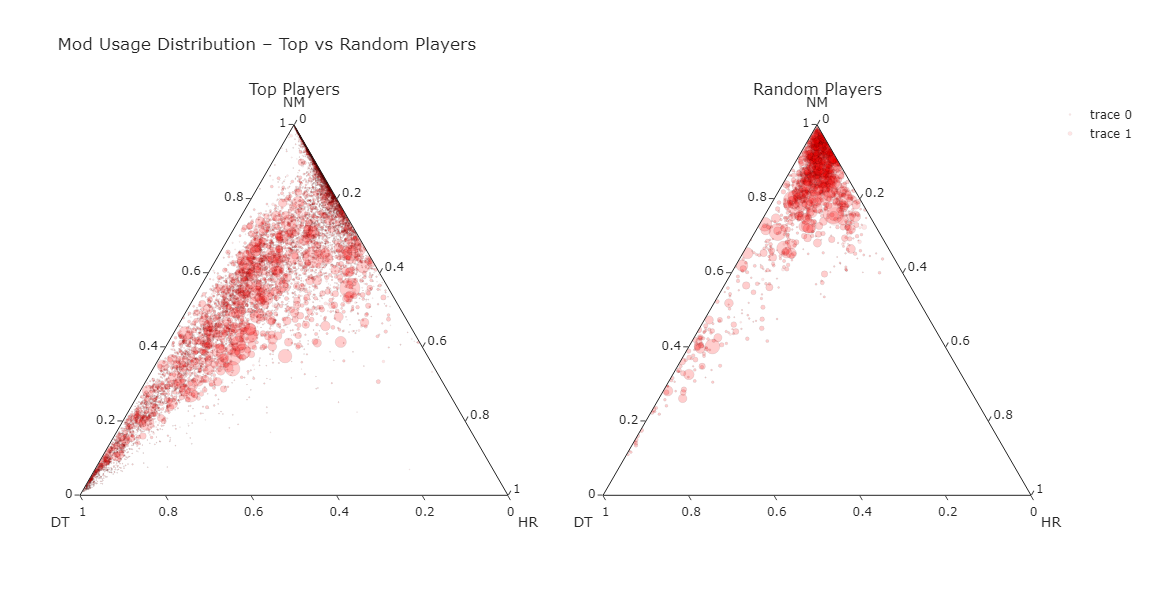 Mod Usage Distribution – Top vs Random Players
Top Players
NM
1 0
0.8 0.2
0.6 0.4
0.4 0.6
0.2 0.8
0 1
1 0.8 0.6 0.4 0.2 0
DT HR
Random Players
NM
1 0
0.8 0.2
0.6 0.4
0.4 0.6
0.2 0.8
0 1
1 0.8 0.6 0.4 0.2 0
DT HR
trace 0
trace 1